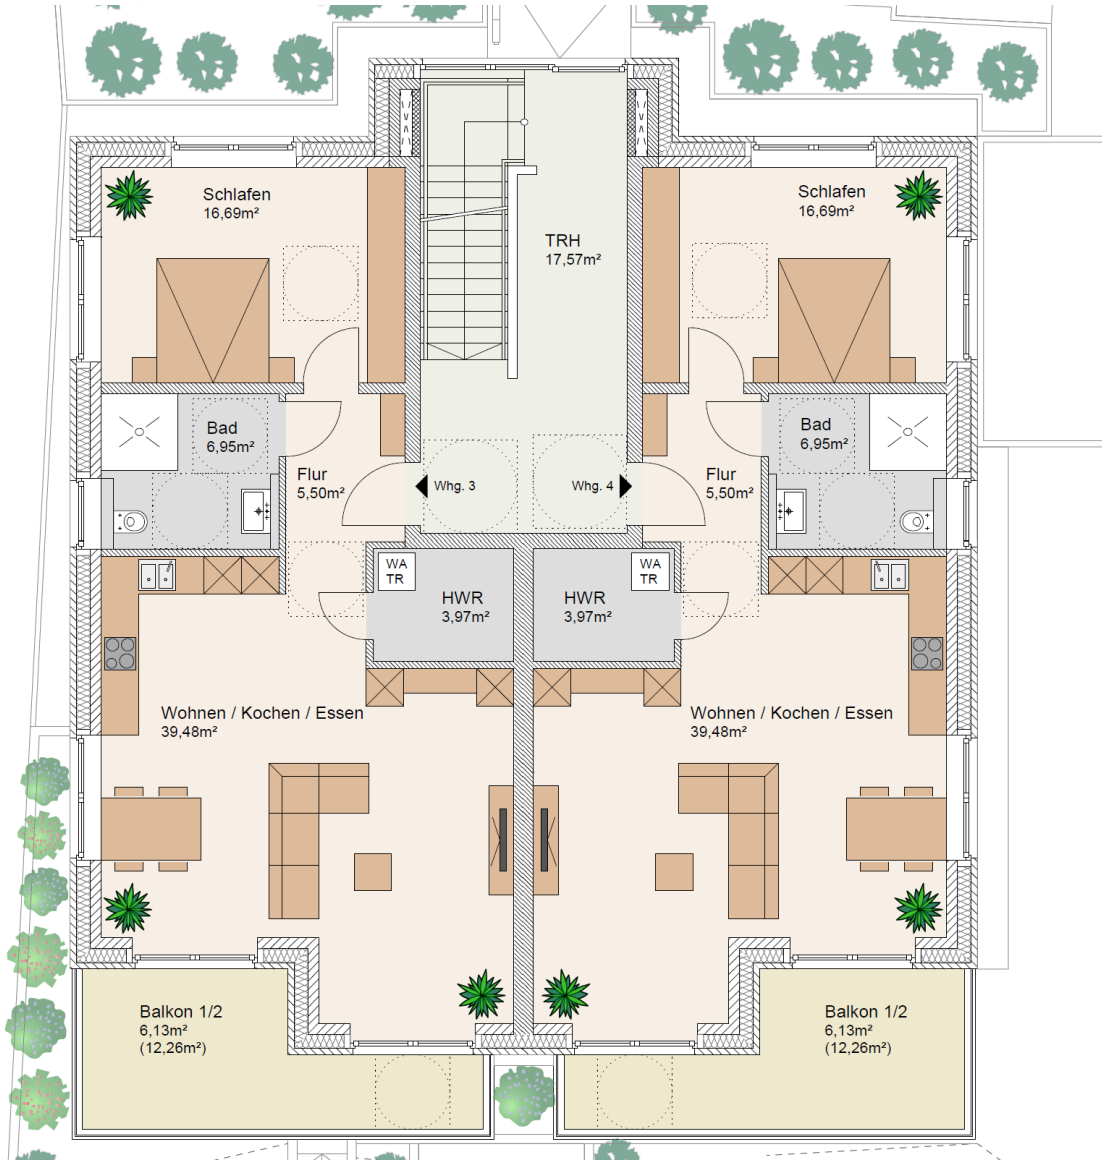 Schlafen
16,69m²
Schlafen
16,69m²
TRH
17,57m²
Bad
6,95m²
Bad
6,95m²
Flur
5,50m²
Flur
5,50m²
Whg. 3
Whg. 4
WA
TR
WA
TR
HWR
3,97m²
HWR
3,97m²
Wohnen / Kochen / Essen
39,48m²
Wohnen / Kochen / Essen
39,48m²
Balkon 1/2
6,13m²
(12,26m²)
Balkon 1/2
6,13m²
(12,26m²)